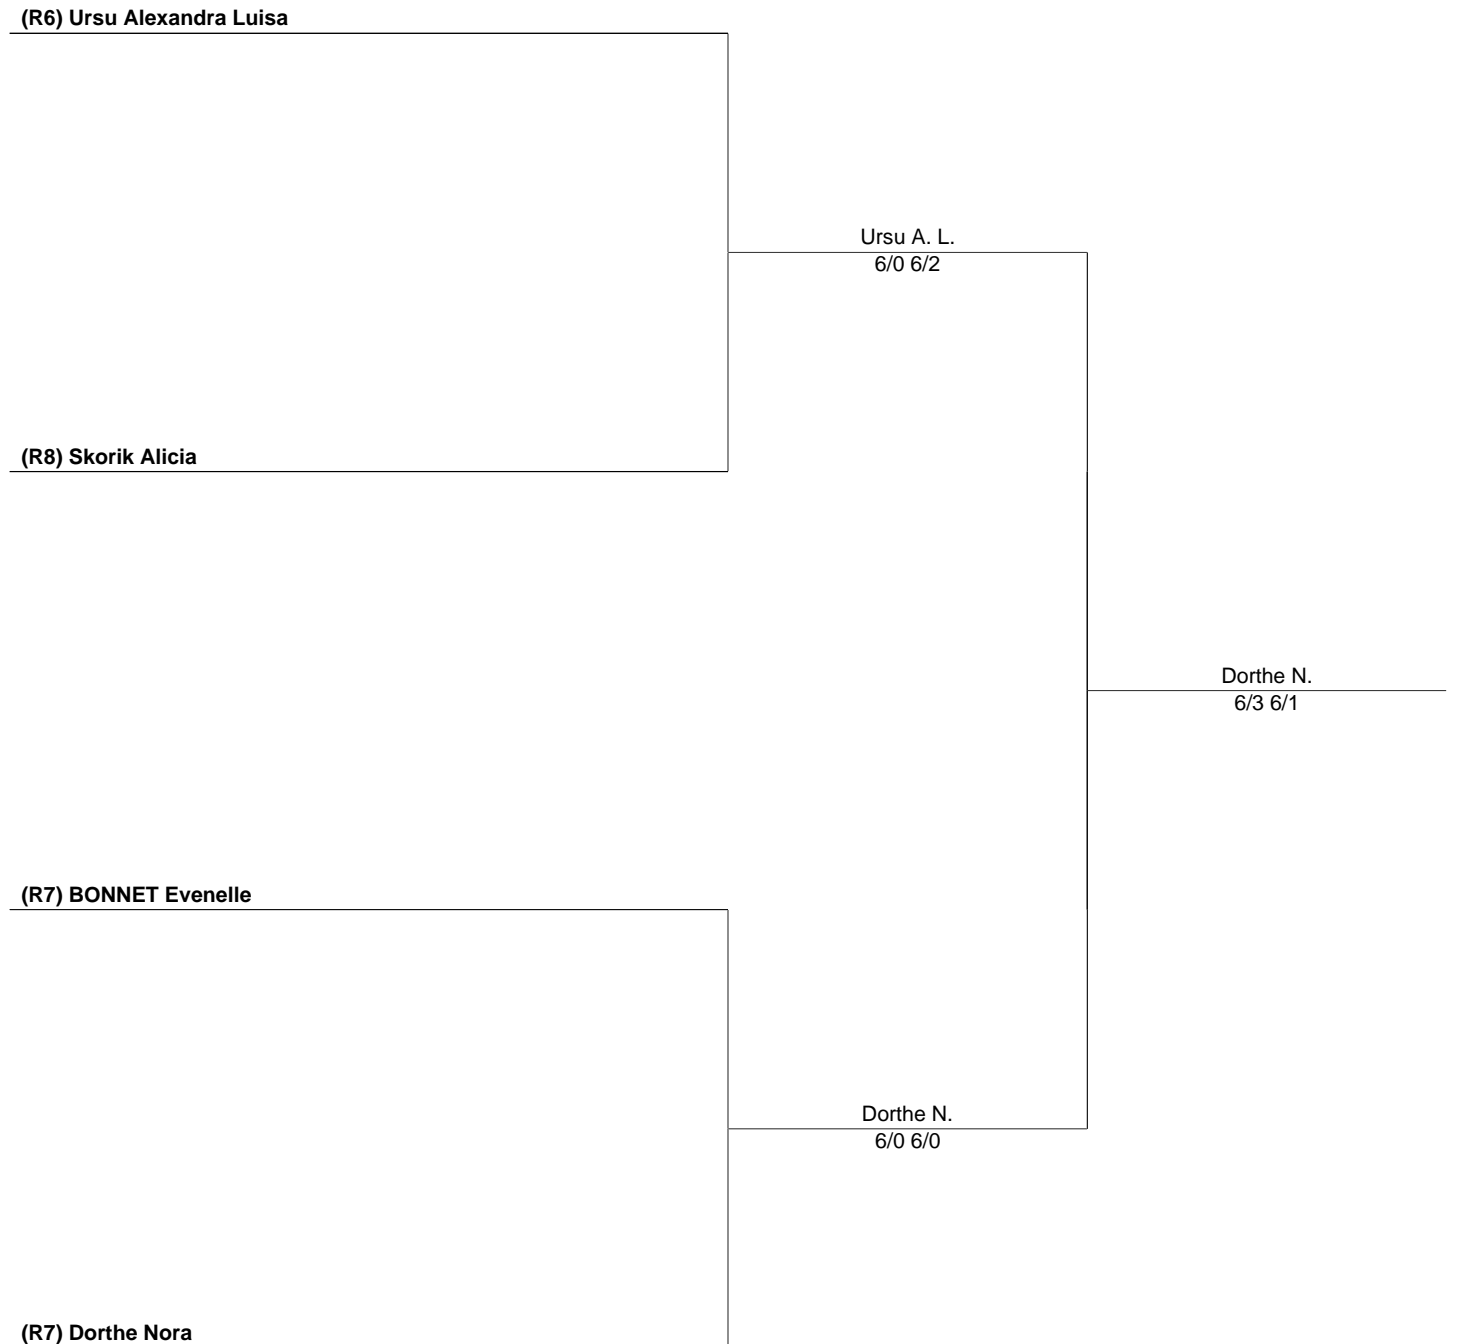 (R6) Ursu Alexandra Luisa
Ursu A. L.
6/0 6/2
(R8) Skorik Alicia
Dorthe N.
6/3 6/1
(R7) BONNET Evenelle
Dorthe N.
6/0 6/0
(R7) Dorthe Nora